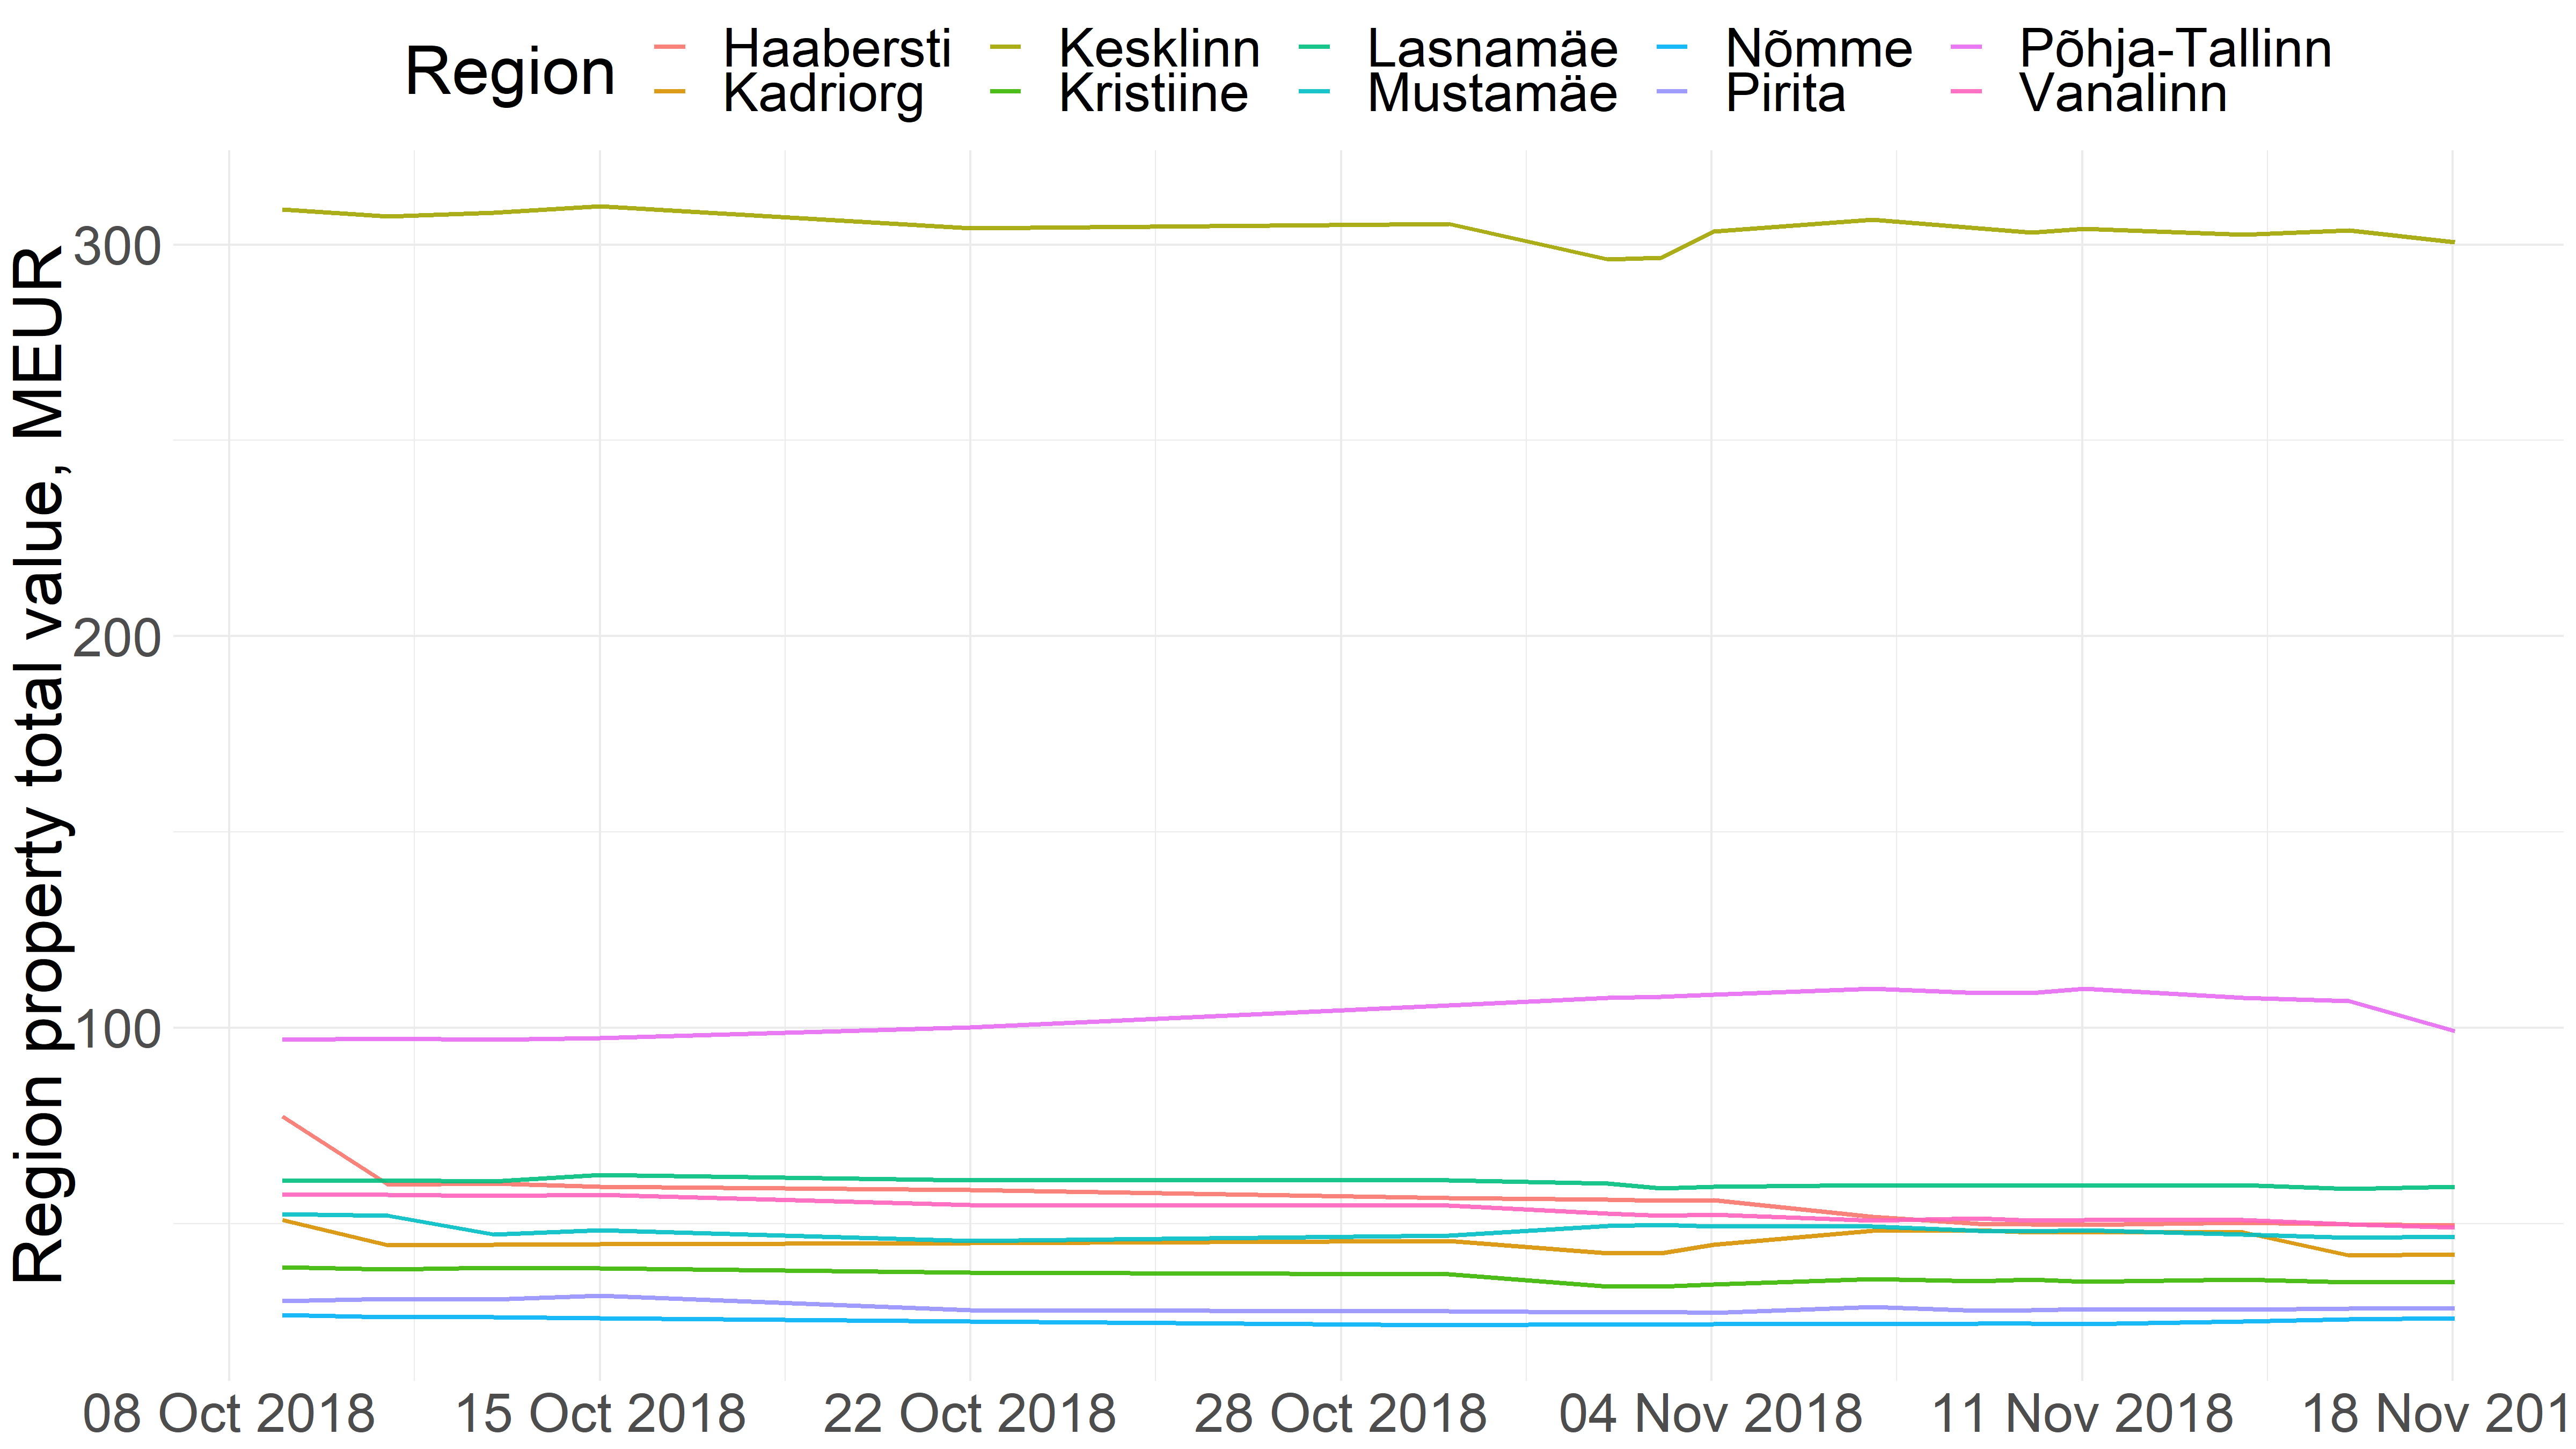 Region
Haabersti Kesklinn Lasnamäe Nõmme Põhja-Tallinn
Kadriorg Kristiine Mustamäe Pirita Vanalinn
Region property total value, MEUR
300
200
100
08 Oct 2018 15 Oct 2018 22 Oct 2018 28 Oct 2018 04 Nov 2018 11 Nov 2018 18 Nov 201